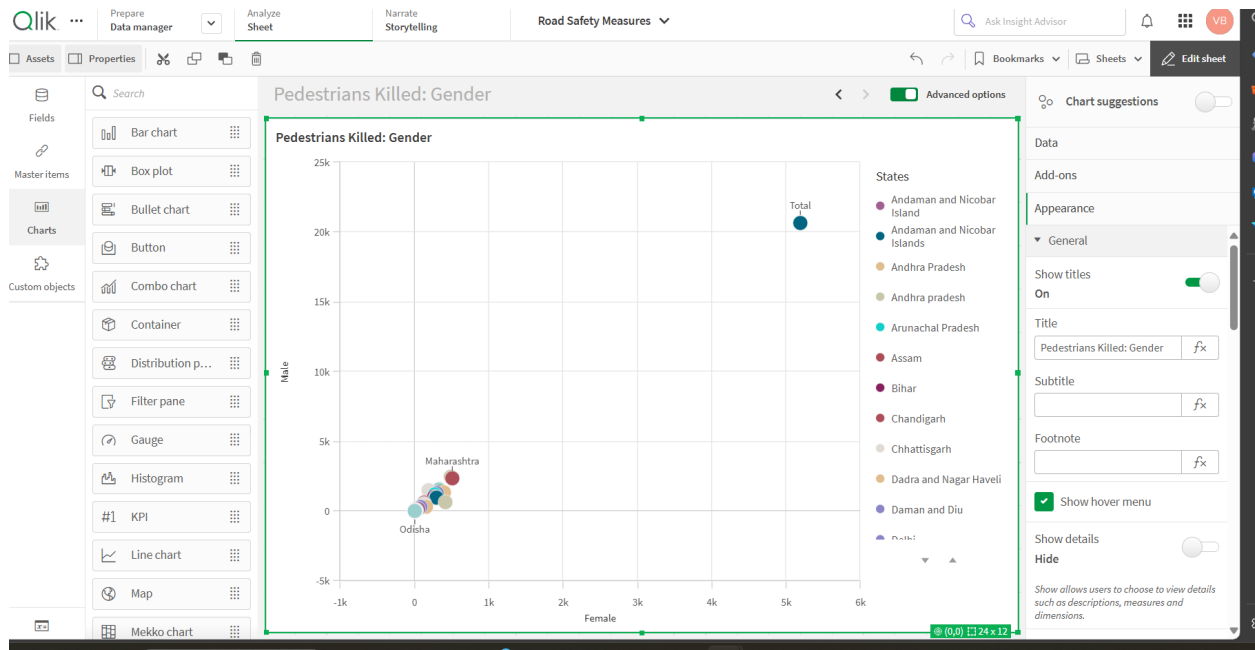 Qlik
Prepare
Data manager
Analyze
Sheet
Narrate
Storytelling
Road Safety Measures
Ask Insight Advisor
VB
Assets
Properties
Bookmarks
Sheets
Edit sheet
Fields
Master items
Charts
Custom objects
Search
Bar chart
Box plot
Bullet chart
Button
Combo chart
Container
Distribution p...
Filter pane
Gauge
Histogram
#1 KPI
Line chart
Map
Mekko chart
Pedestrians Killed: Gender
Advanced options
Pedestrians Killed: Gender
25k
20k
15k
10k
5k
0
-5k
Male
Total
Maharashtra
Odisha
-1k
0
1k
2k
3k
4k
5k
6k
Female
States
Andaman and Nicobar
Island
Andaman and Nicobar
Islands
Andhra Pradesh
Andhra pradesh
Arunachal Pradesh
Assam
Bihar
Chandigarh
Chhattisgarh
Dadra and Nagar Haveli
Daman and Diu
Delhi
(0,0) 24 x 12
Chart suggestions
Data
Add-ons
Appearance
General
Show titles
On
Title
Pedestrians Killed: Gender
fx
Subtitle
fx
Footnote
fx
Show hover menu
Show details
Hide
Show allows users to choose to view details
such as descriptions, measures and
dimensions.